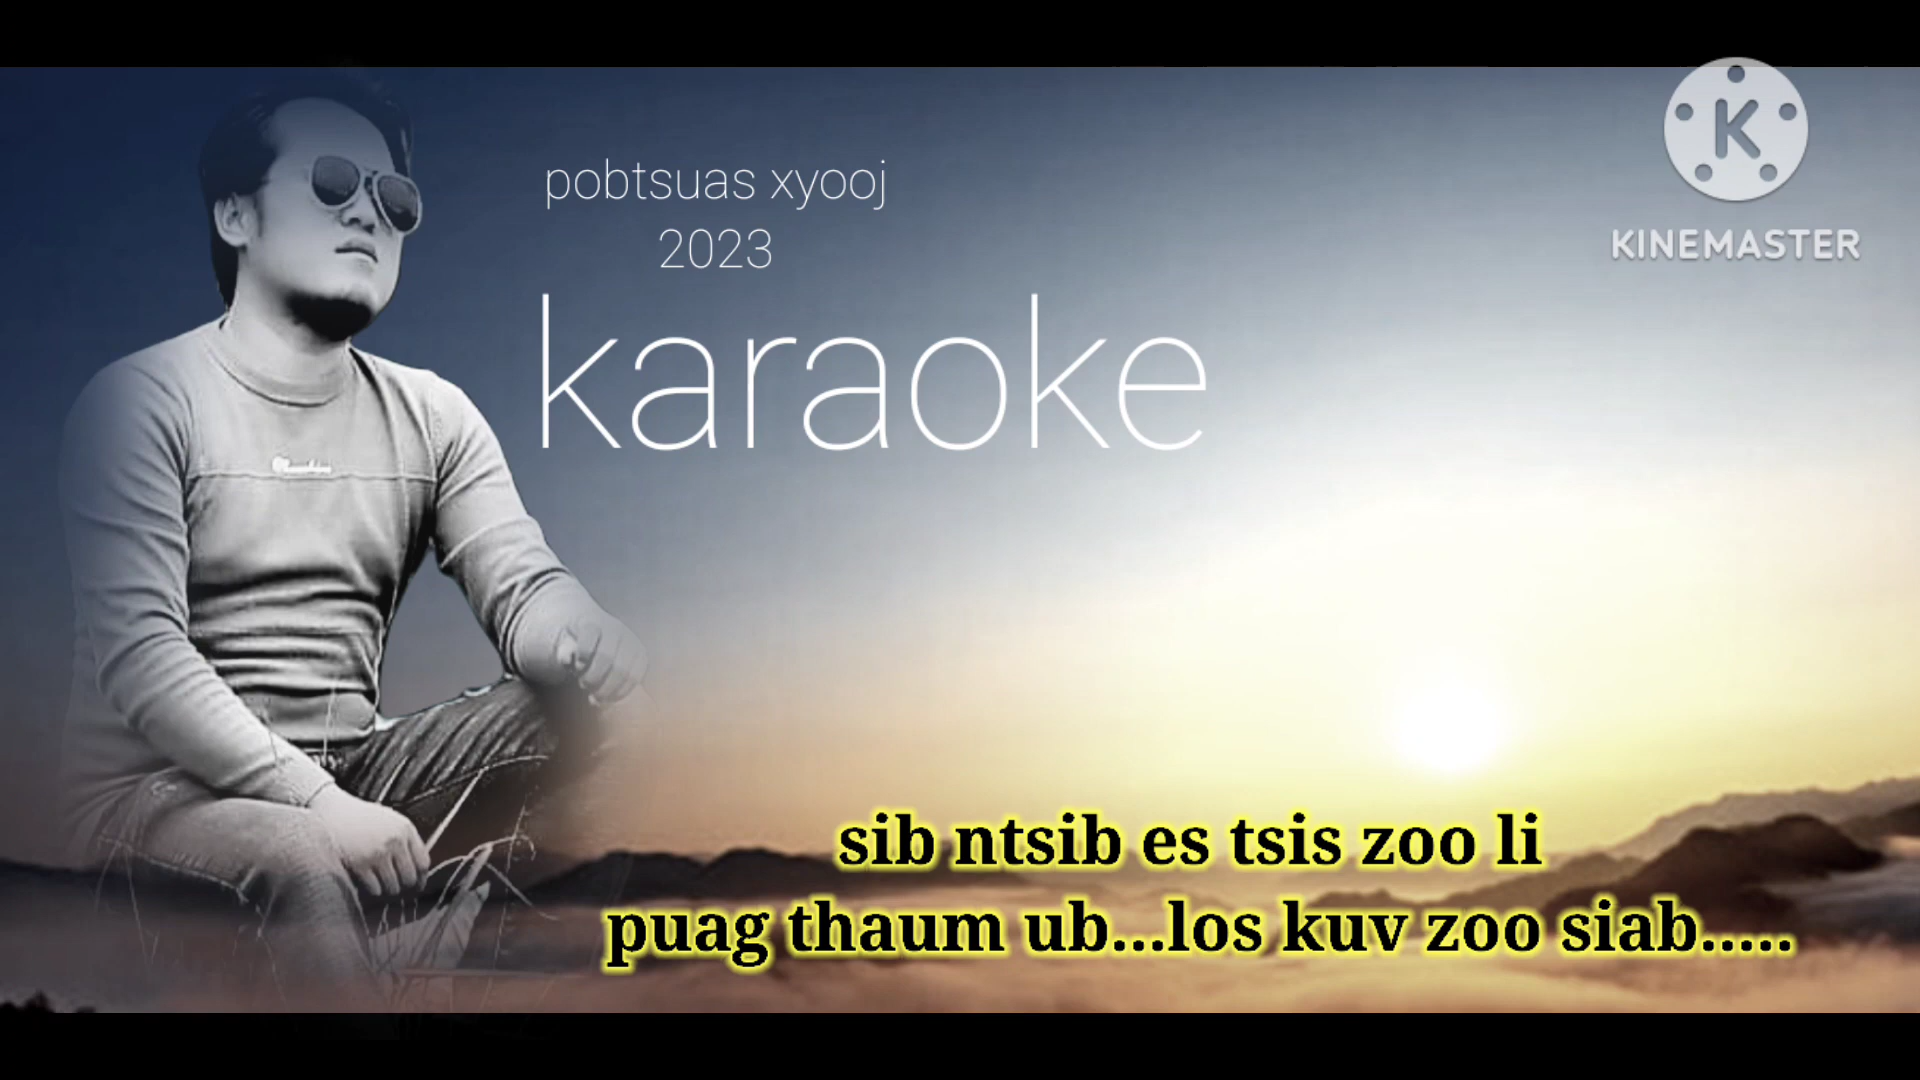 pobtsuas xyooj
2023
karaoke
K
KINEMASTER
sib ntsib es tsis zoo li
puag thaum ub...los kuv zoo siab.....